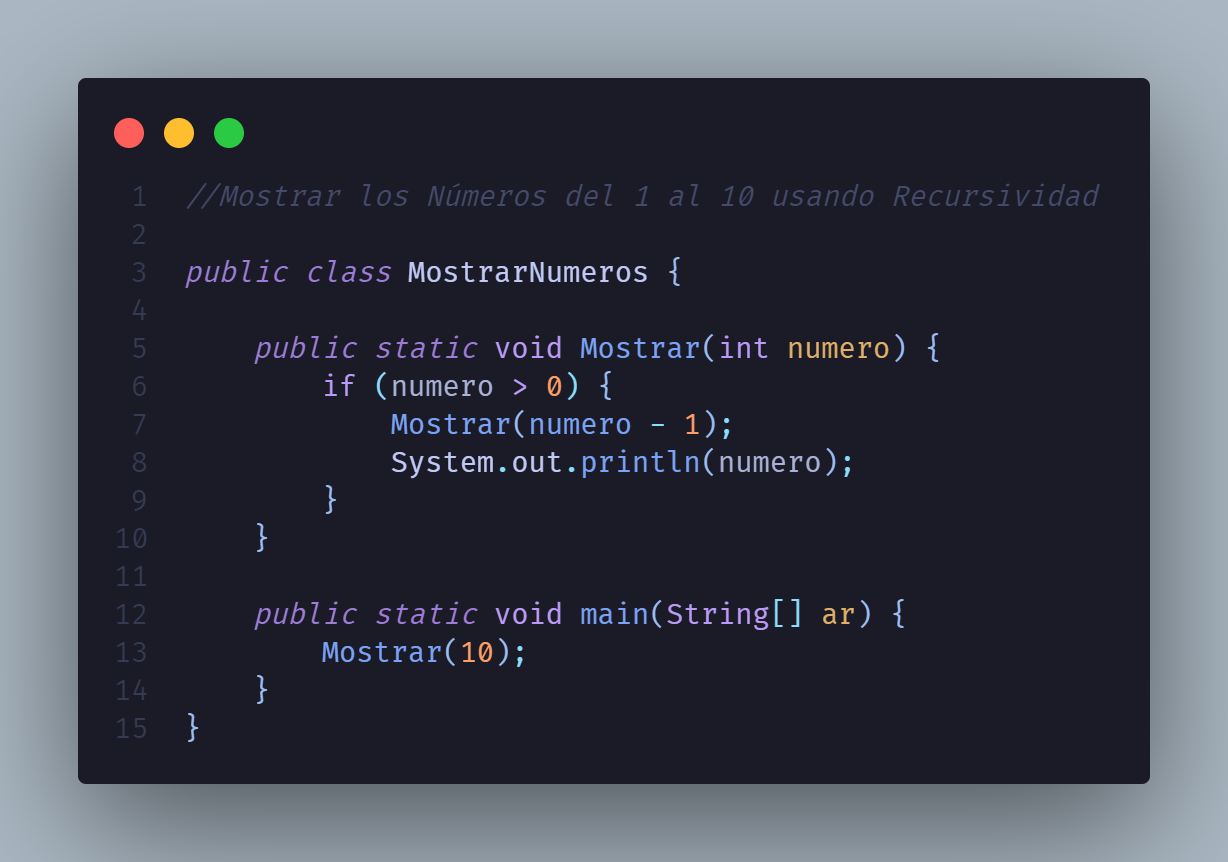 1 //Mostrar los Números del 1 al 10 usando Recursividad
2
3 public class MostrarNumeros {
4
5     public static void Mostrar(int numero) {
6         if (numero > 0) {
7             Mostrar(numero - 1);
8             System.out.println(numero);
9         }
10     }
11
12     public static void main(String[] ar) {
13         Mostrar(10);
14     }
15 }